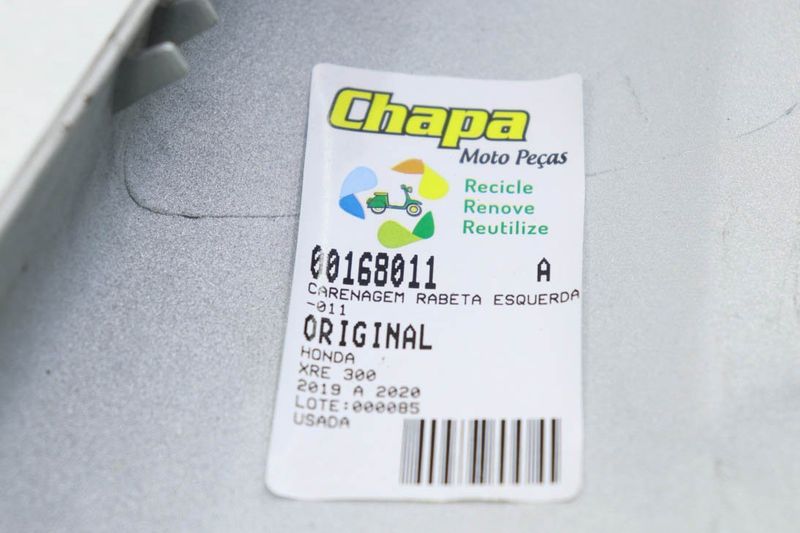 Chapa
Moto Peças
Recicle
Renove
Reutilize
00168011 A
CARENAGEM RABETA ESQUERDA
-011
ORIGINAL
HONDA
XRE 300
2019 A 2020
LOTE:000085
USADA